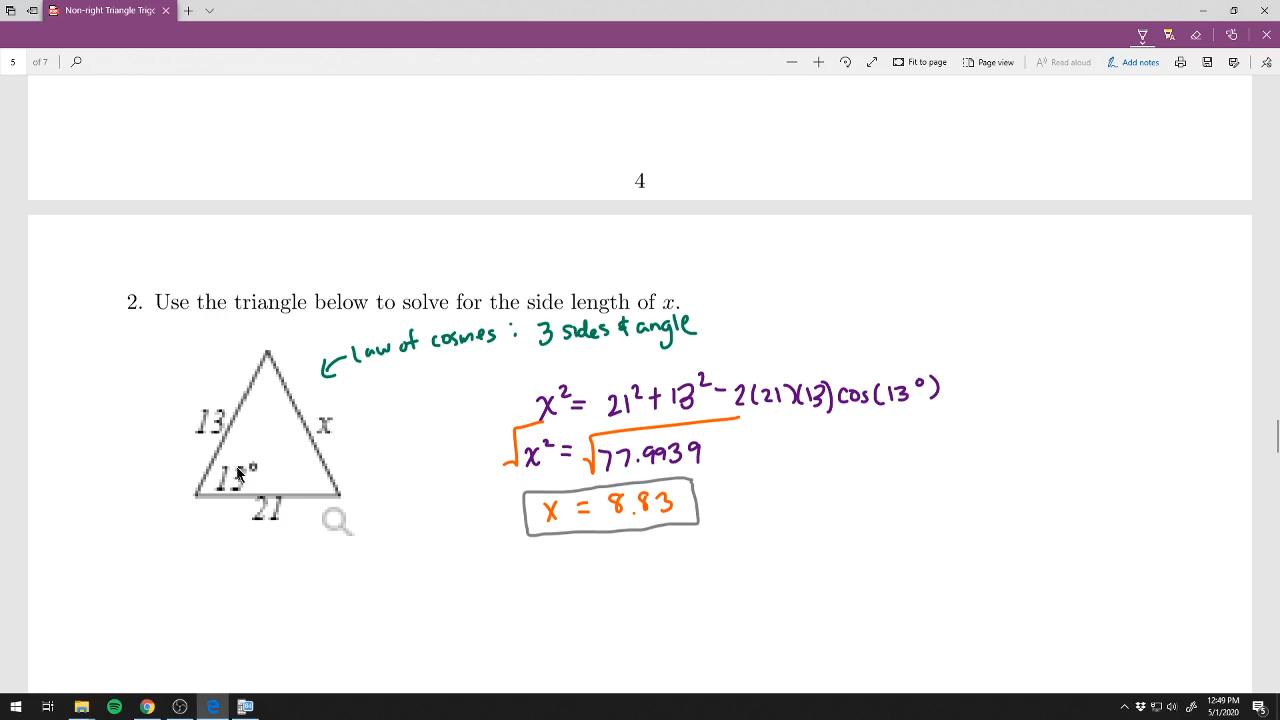 Non-right Triangle Trigo
5 of 7
Fit to page
Page view
Read aloud
Add notes
4
2. Use the triangle below to solve for the side length of x.
law of cosines : 3 sides & angle
13
x
13°
21
x² = 21² + 13² - 2(21)(13)cos(13°)
√x² = √77.9939
x = 8.83
12:49 PM
5/1/2020